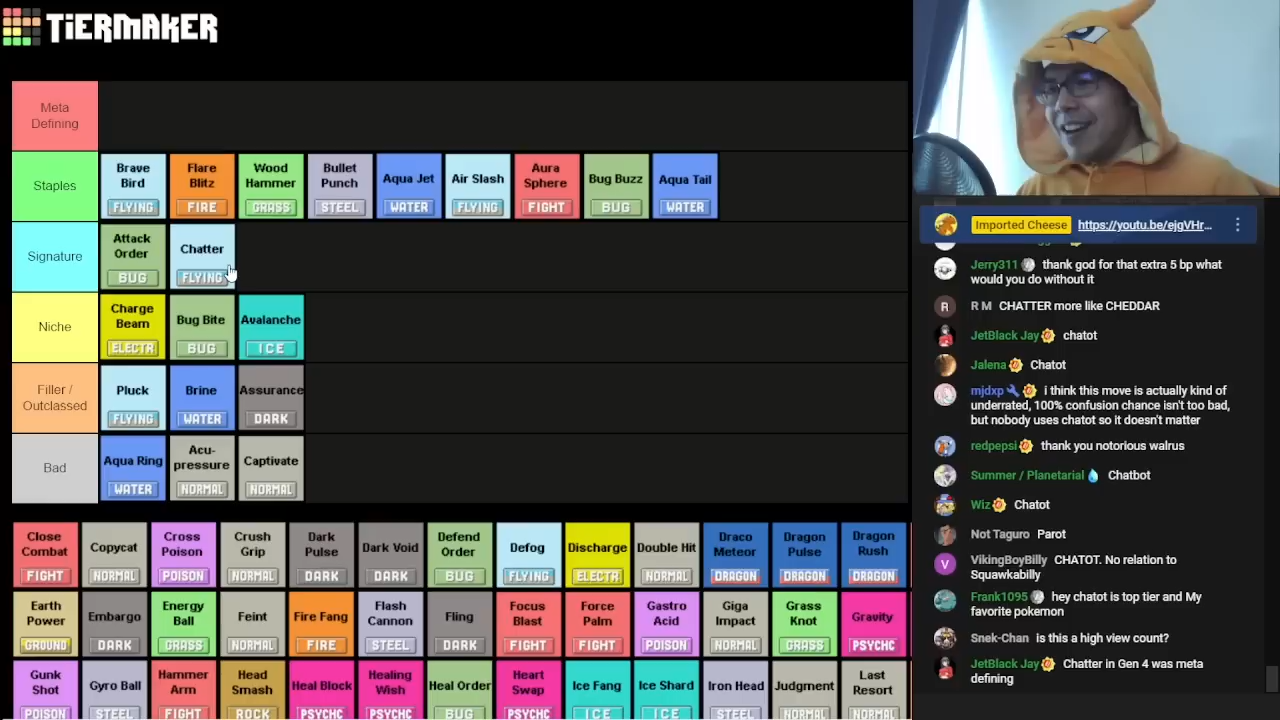 TiERMAKER
Meta
Defining
Staples
Brave
Bird
FLYING
Flare
Blitz
FIRE
Wood
Hammer
GRASS
Bullet
Punch
STEEL
Aqua Jet
WATER
Air Slash
FLYING
Aura
Sphere
FIGHT
Bug Buzz
BUG
Aqua Tail
WATER
Signature
Attack
Order
BUG
Chatter
FLYING
Niche
Charge
Beam
ELECTR
Bug Bite
BUG
Avalanche
ICE
Filler /
Outclassed
Pluck
FLYING
Brine
WATER
Assurance
DARK
Bad
Aqua Ring
WATER
Acu-
pressure
NORMAL
Captivate
NORMAL
Close
Combat
FIGHT
Copycat
NORMAL
Cross
Poison
POISON
Crush
Grip
NORMAL
Dark
Pulse
DARK
Dark Void
DARK
Defend
Order
BUG
Defog
FLYING
Discharge
ELECTR
Double Hit
NORMAL
Draco
Meteor
DRAGON
Dragon
Pulse
DRAGON
Dragon
Rush
DRAGON
Earth
Power
GROUND
Embargo
DARK
Energy
Ball
GRASS
Feint
NORMAL
Fire Fang
FIRE
Flash
Cannon
STEEL
Fling
DARK
Focus
Blast
FIGHT
Force
Palm
FIGHT
Gastro
Acid
POISON
Giga
Impact
NORMAL
Grass
Knot
GRASS
Gravity
PSYCHC
Gunk
Shot
POISON
Gyro Ball
STEEL
Hammer
Arm
FIGHT
Head
Smash
ROCK
Heal Block
PSYCHC
Healing
Wish
PSYCHC
Heal Order
BUG
Heart
Swap
PSYCHC
Ice Fang
ICE
Ice Shard
ICE
Iron Head
STEEL
Judgment
NORMAL
Last
Resort
NORMAL
Imported Cheese https://youtu.be/ejgVHr...
Jerry311 thank god for that extra 5 bp what
would you do without it
R M CHATTER more like CHEDDAR
JetBlack Jay chatot
Jalena Chatot
mjdxp i think this move is actually kind of
underrated, 100% confusion chance isn't too bad,
but nobody uses chatot so it doesn't matter
redpepsi thank you notorious walrus
Summer / Planetarial Chatbot
Wiz Chatot
Not Taguro Parot
VikingBoyBilly CHATOT. No relation to
Squawkabilly
Frank1095 hey chatot is top tier and My
favorite pokemon
Snek-Chan is this a high view count?
JetBlack Jay Chatter in Gen 4 was meta
defining